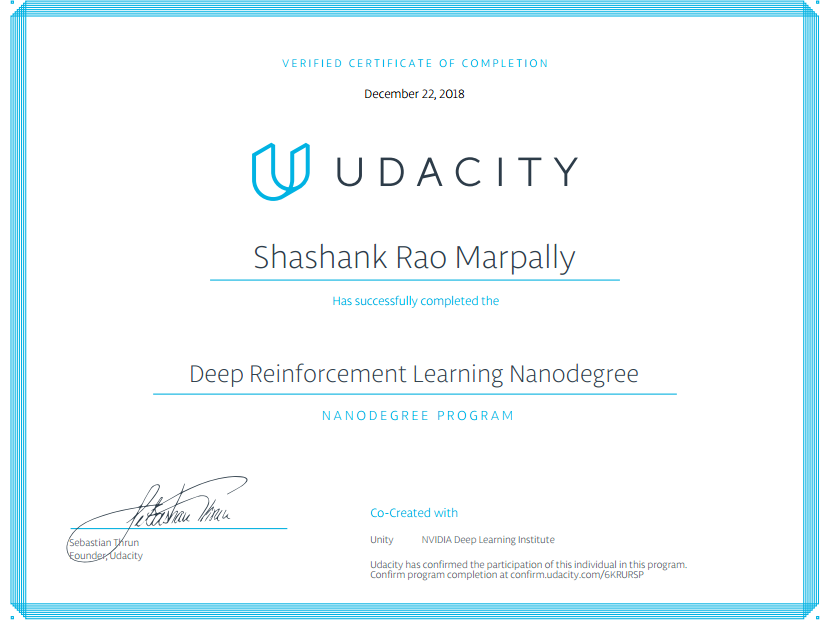 VERIFIED CERTIFICATE OF COMPLETION
December 22, 2018
UDACITY
Shashank Rao Marpally
Has successfully completed the
Deep Reinforcement Learning Nanodegree
NANODEGREE PROGRAM
Sebastian Thrun
Sebastian Thrun
Founder, Udacity
Co-Created with
Unity NVIDIA Deep Learning Institute
Udacity has confirmed the participation of this individual in this program.
Confirm program completion at confirm.udacity.com/6KRURSP